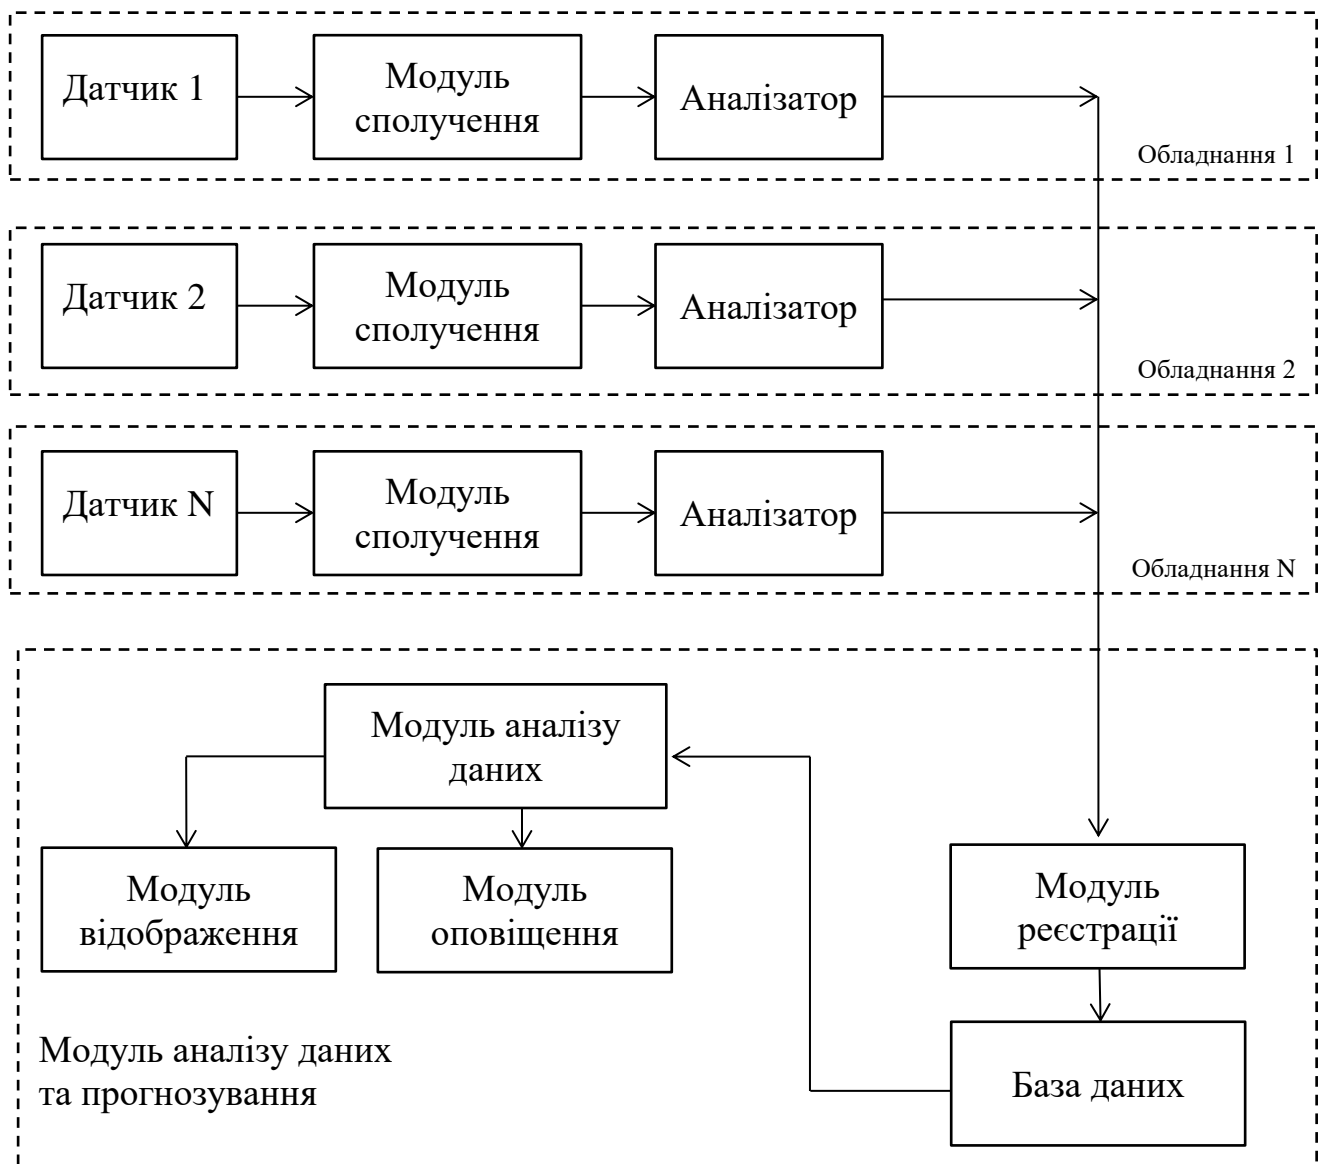 Датчик 1
Модуль
сполучення
Аналізатор
Обладнання 1
Датчик 2
Модуль
сполучення
Аналізатор
Обладнання 2
Датчик N
Модуль
сполучення
Аналізатор
Обладнання N
Модуль аналізу
даних
Модуль
відображення
Модуль
оповіщення
Модуль
реєстрації
База даних
Модуль аналізу даних
та прогнозування